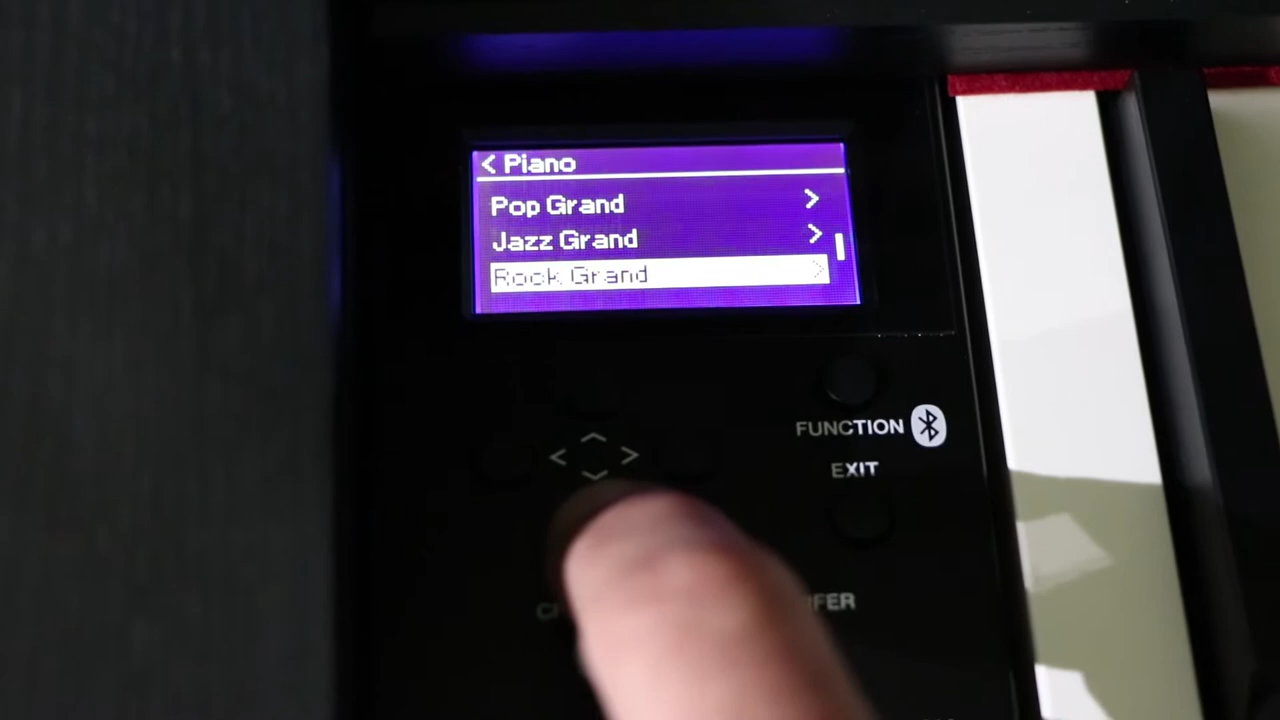 < Piano
Pop Grand >
Jazz Grand >
Rock Grand >
FUNCTION
EXIT